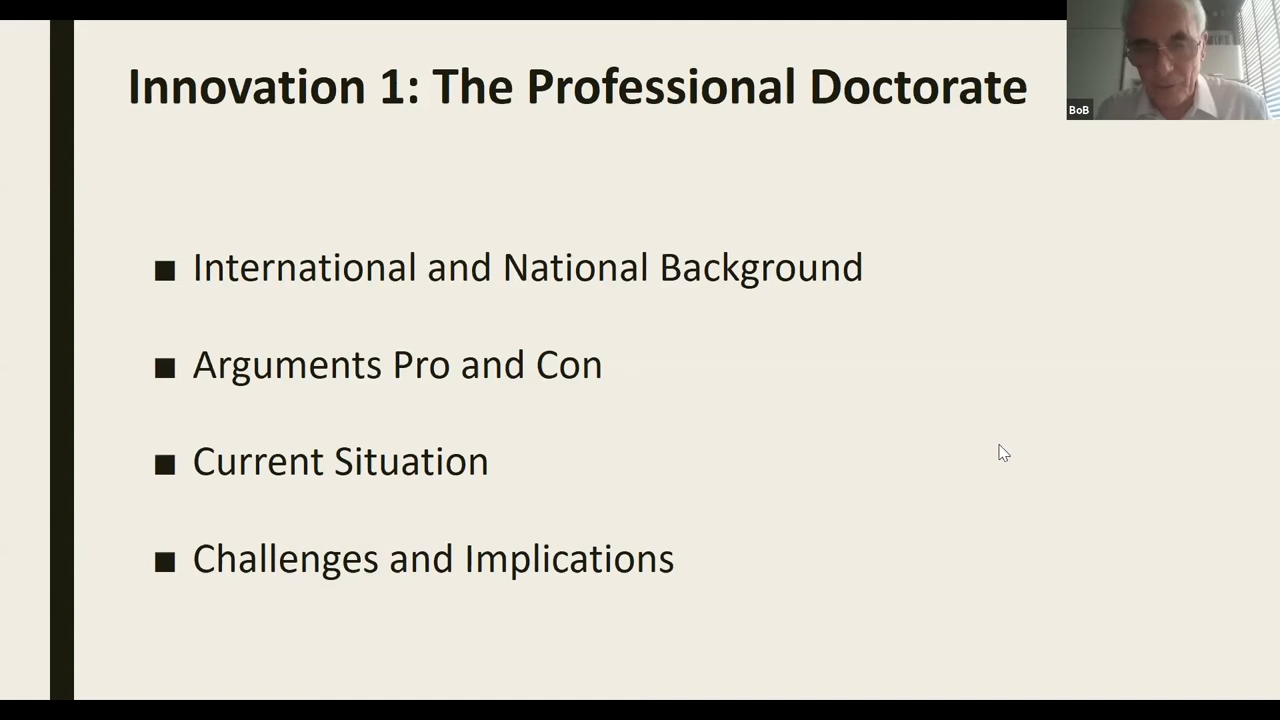 Innovation 1: The Professional Doctorate
BoB
■ International and National Background
■ Arguments Pro and Con
■ Current Situation
■ Challenges and Implications